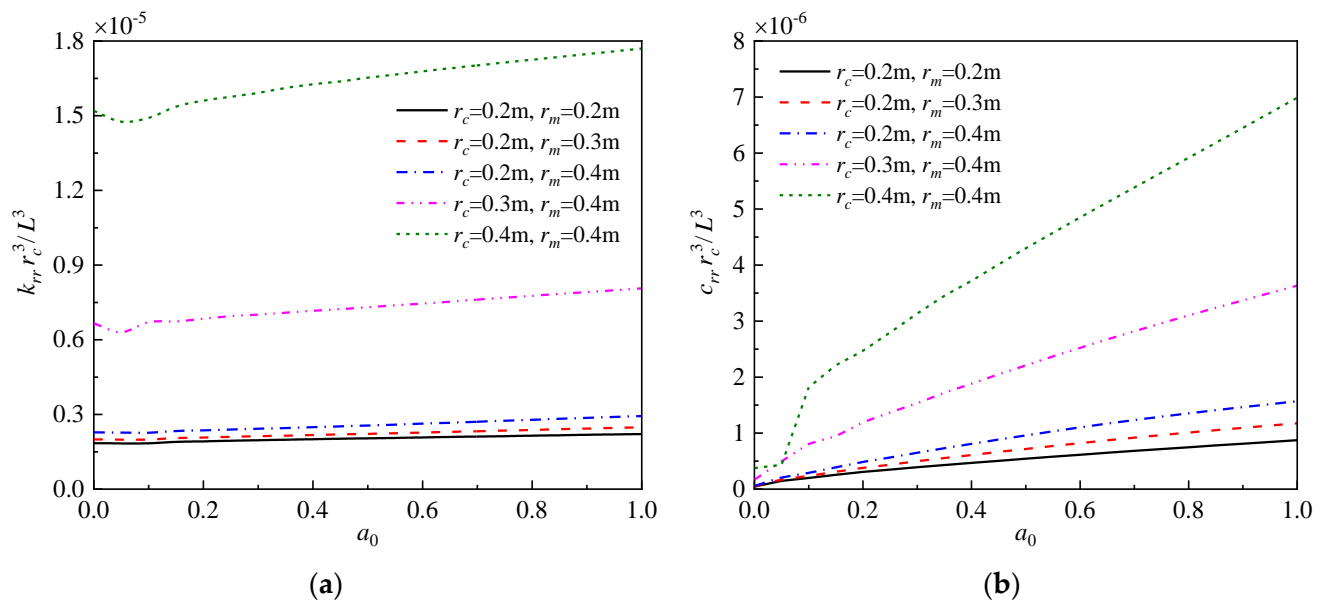 ×10⁻⁵
1.8
1.5
1.2
0.9
0.6
0.3
0.0
k_rr r_c³/L³
r_c=0.2m, r_m=0.2m
r_c=0.2m, r_m=0.3m
r_c=0.2m, r_m=0.4m
r_c=0.3m, r_m=0.4m
r_c=0.4m, r_m=0.4m
0.0 0.2 0.4 0.6 0.8 1.0
a₀
(a)
×10⁻⁶
8
7
6
5
4
3
2
1
0
c_rr r_c³/L³
r_c=0.2m, r_m=0.2m
r_c=0.2m, r_m=0.3m
r_c=0.2m, r_m=0.4m
r_c=0.3m, r_m=0.4m
r_c=0.4m, r_m=0.4m
0.0 0.2 0.4 0.6 0.8 1.0
a₀
(b)